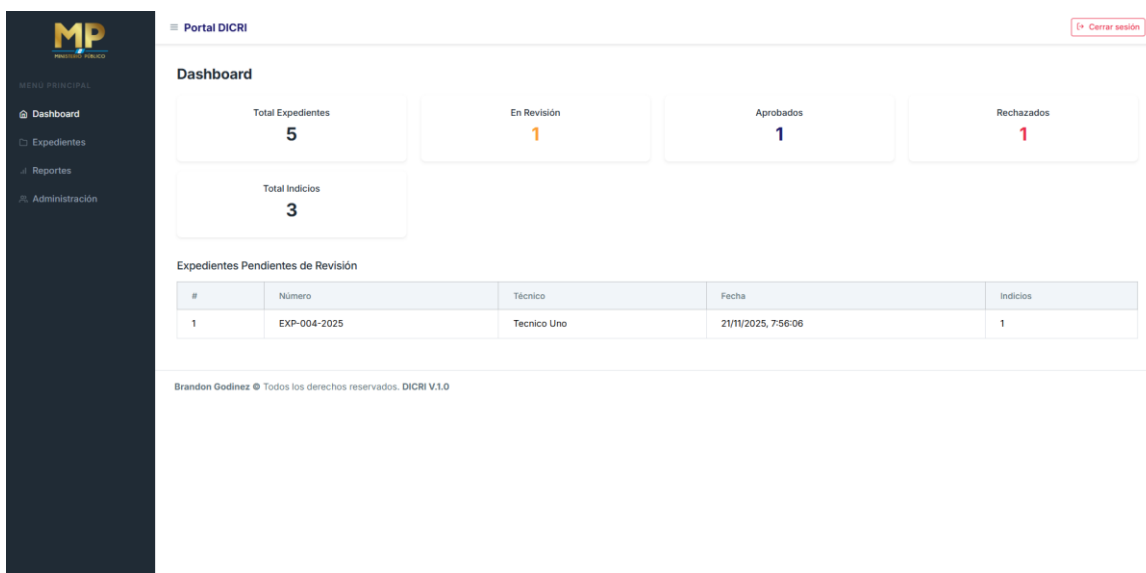 MP
MINISTERIO PÚBLICO
Portal DICRI
Cerrar sesión
MENÚ PRINCIPAL
Dashboard
Expedientes
Reportes
Administración
Dashboard
Total Expedientes
5
En Revisión
1
Aprobados
1
Rechazados
1
Total Indicios
3
Expedientes Pendientes de Revisión
# Número Técnico Fecha Indicios
1 EXP-004-2025 Tecnico Uno 21/11/2025, 7:56:06 1
Brandon Godinez © Todos los derechos reservados. DICRI V.1.0